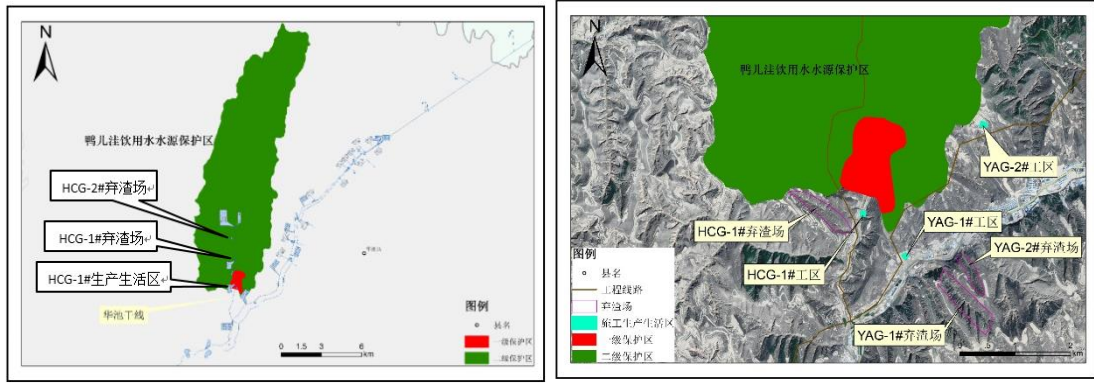 N
鸭儿洼饮用水水源保护区
HCG-2#弃渣场
HCG-1#弃渣场
HCG-1#生产生活区
华池干线
图例
县名
一级保护区
二级保护区
0 1.5 3 6
km
N
鸭儿洼饮用水水源保护区
YAG-2#工区
YAG-1#工区
HCG-1#弃渣场
YAG-2#弃渣场
HCG-1#工区
YAG-1#弃渣场
图例
县名
工程线路
弃渣场
施工生产生活区
一级保护区
二级保护区